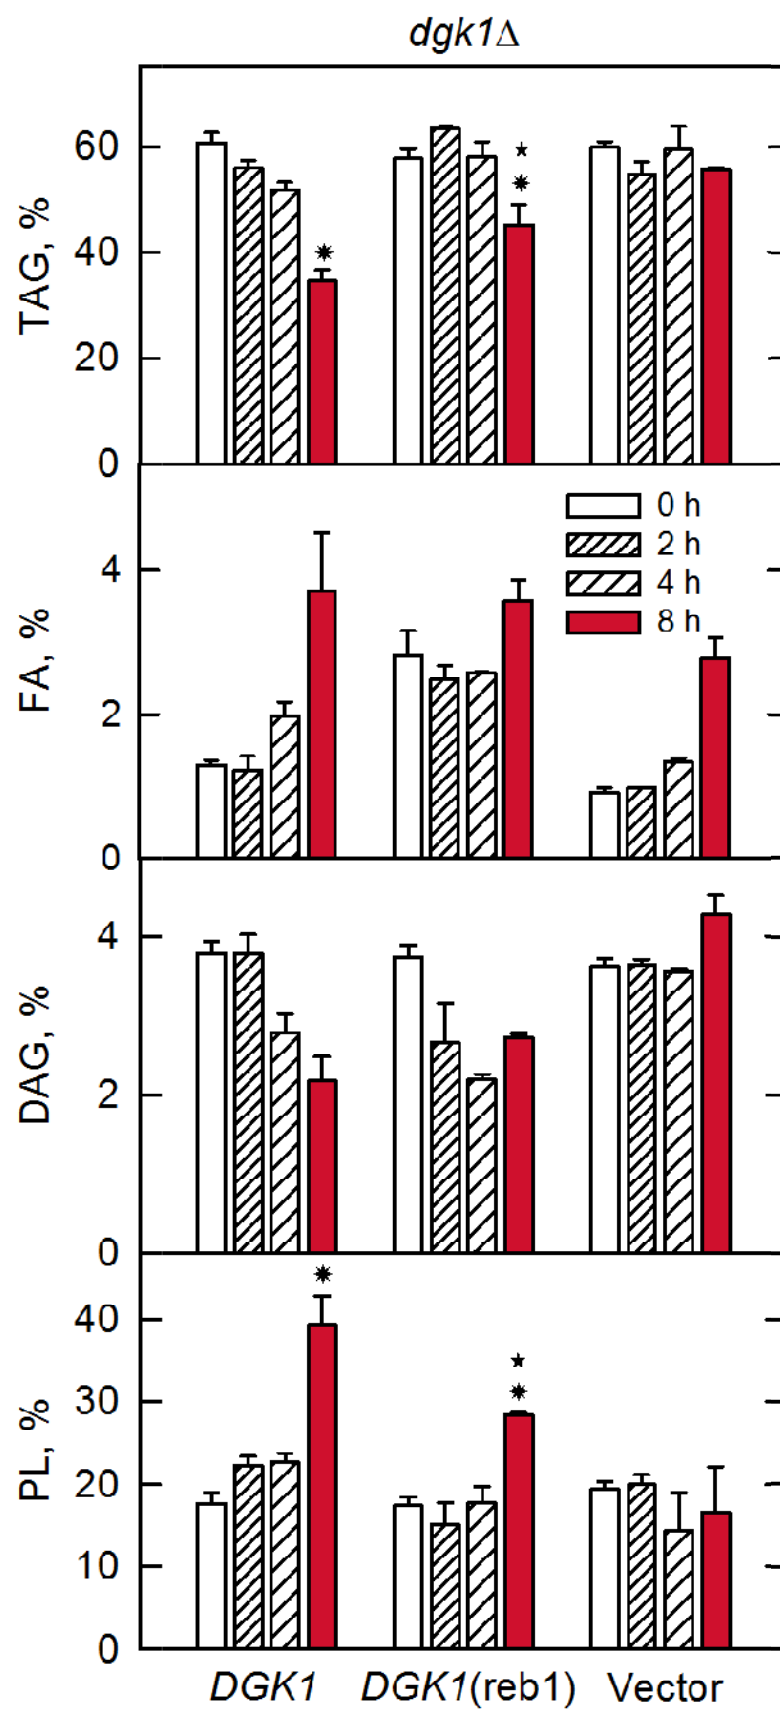 dgk1Δ
TAG, %
60
40
20
0
FA, %
4
2
0
0 h
2 h
4 h
8 h
DAG, %
4
2
0
PL, %
40
30
20
10
0
DGK1
DGK1(reb1)
Vector